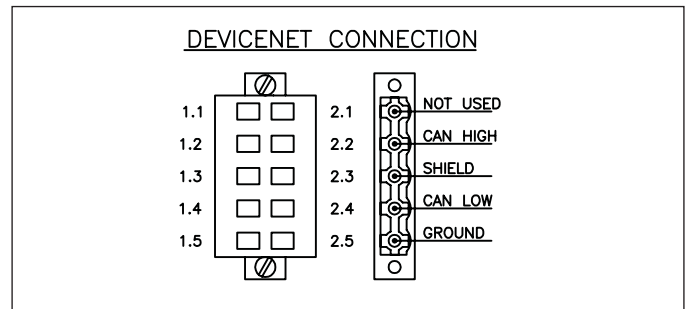 DEVICENET CONNECTION
1.1 2.1 NOT USED
1.2 2.2 CAN HIGH
1.3 2.3 SHIELD
1.4 2.4 CAN LOW
1.5 2.5 GROUND